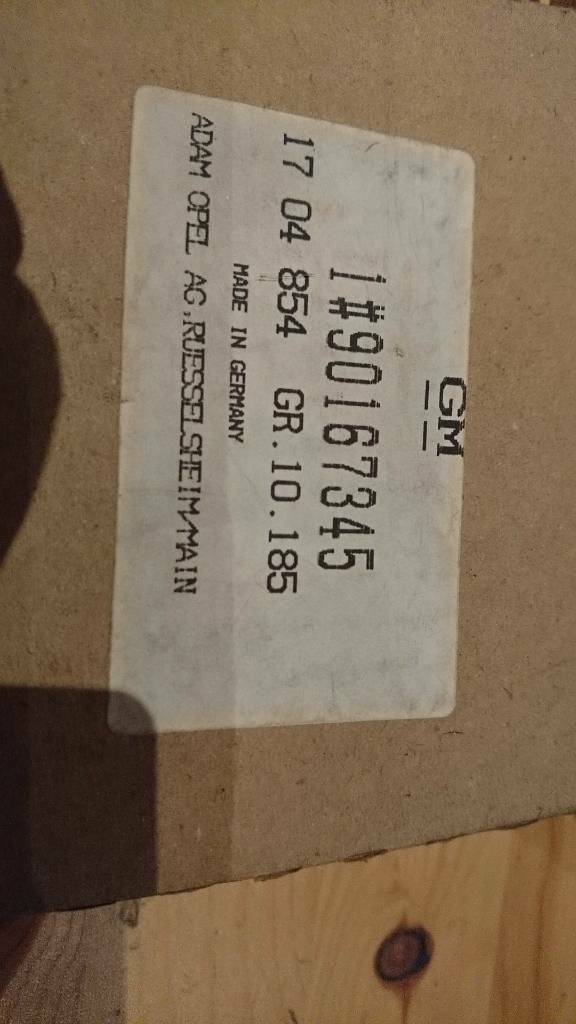 GM
1#90167345
17 04 854 GR.10.185
MADE IN GERMANY
ADAM OPEL AG,RUESSELSHEIM/MAIN